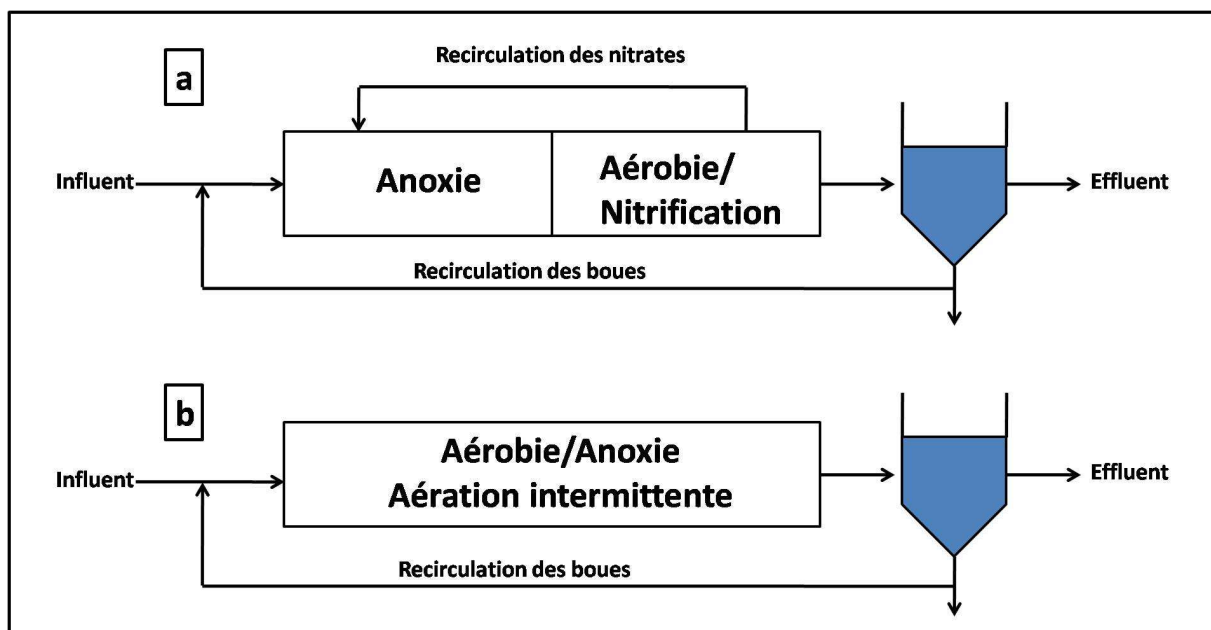 Recirculation des nitrates
a
Influent
Anoxie
Aérobie/
Nitrification
Effluent
Recirculation des boues
b
Influent
Aérobie/Anoxie
Aération intermittente
Effluent
Recirculation des boues